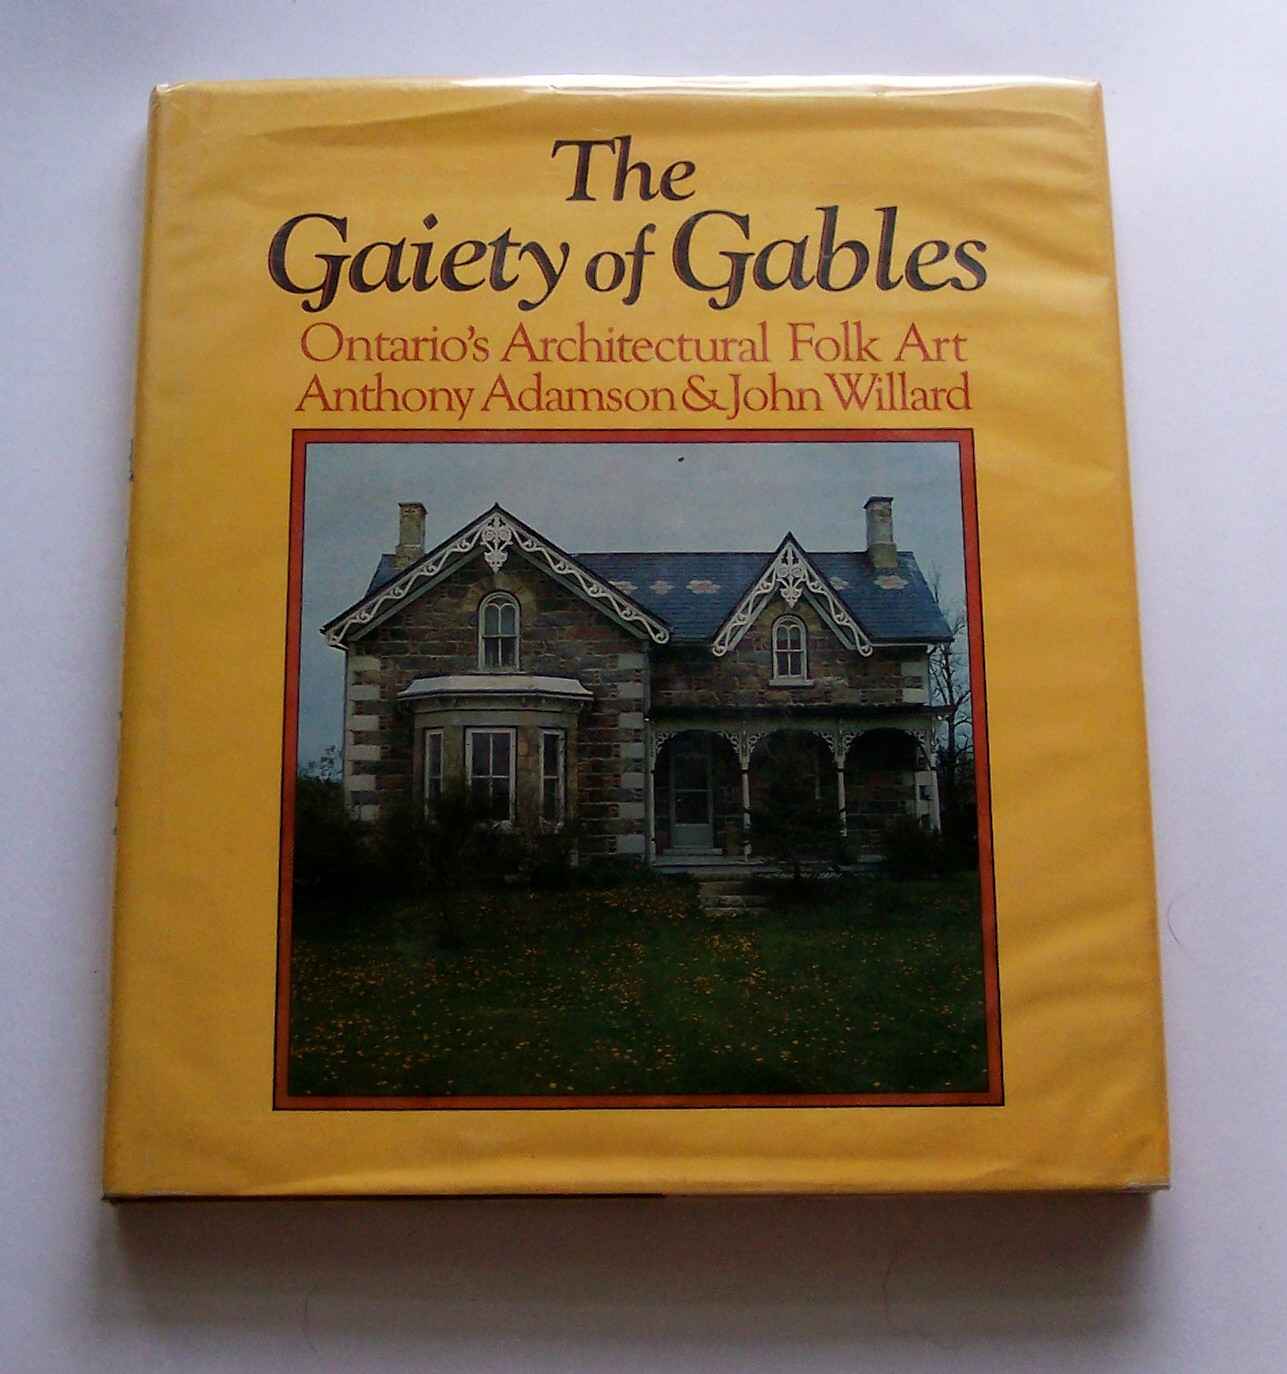 The
Gaiety of Gables
Ontario's Architectural Folk Art
Anthony Adamson & John Willard